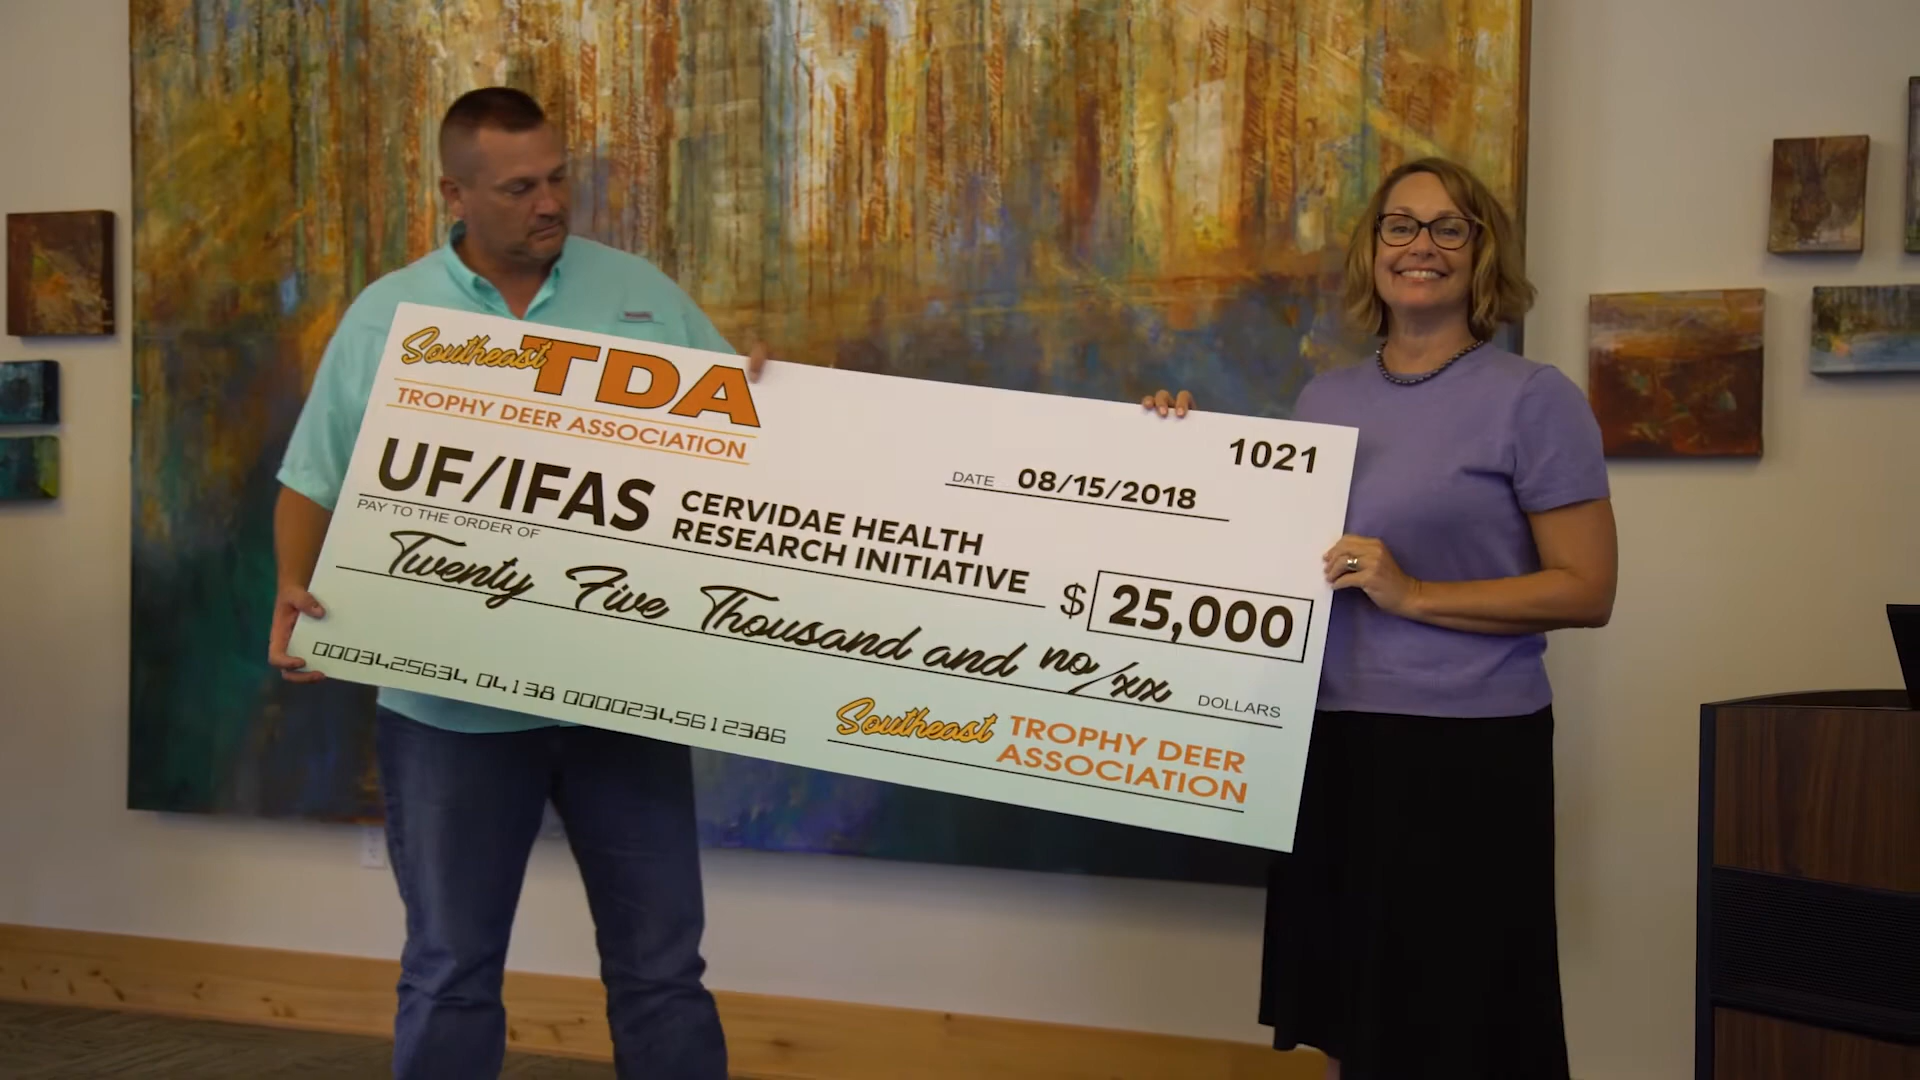 Southeast TDA
TROPHY DEER ASSOCIATION
1021
DATE 08/15/2018
UF/IFAS CERVIDAE HEALTH
RESEARCH INITIATIVE
PAY TO THE ORDER OF
$ 25,000
Twenty Five Thousand and no/xx DOLLARS
0003425634 04138 00002345612386
Southeast TROPHY DEER
ASSOCIATION